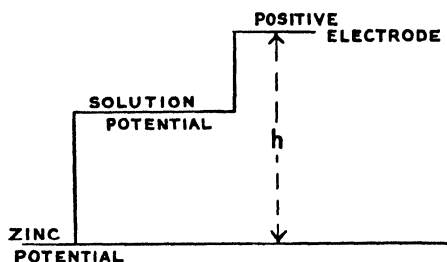 POSITIVE
ELECTRODE
SOLUTION
POTENTIAL
h
ZINC
POTENTIAL